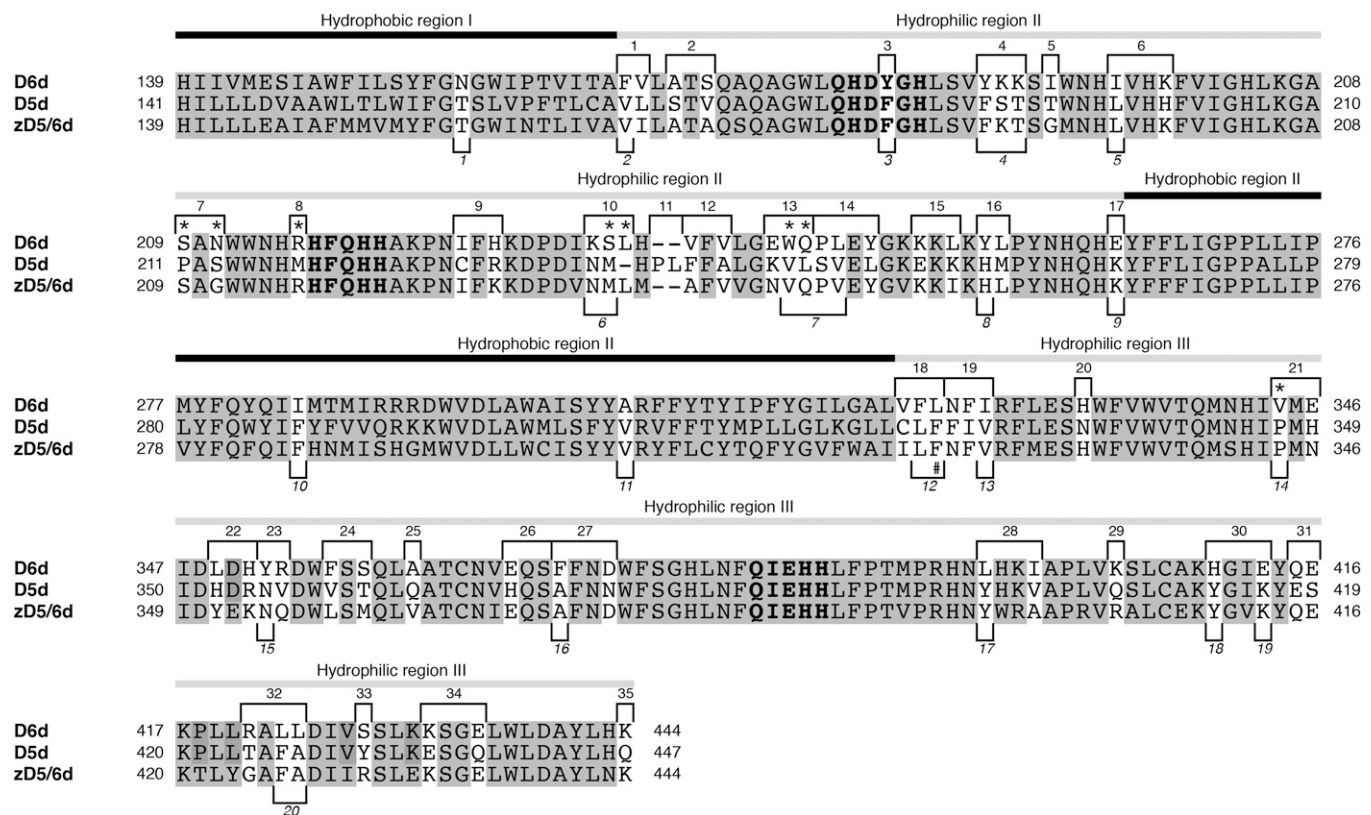 Hydrophobic region I Hydrophilic region II
1 2 3 4 5 6
D6d 139 HIIVMESIAWFILSYFGNGWIPTVITAFVLATSQAQAGWLQHDYGHLSVYKKSIWNHIVHKFVIGHLKGA 208
D5d 141 HILLLDVAAWLTLWIFGTSLVPFTLCAVLLSTVQAQAGWLQHDFGHLSVFSTSTWNHLVHHFVIGHLKGA 210
zD5/6d 139 HILLLEAIAFMMVMYFGTGWINTLIVAVILATAQSQAGWLQHDFGHLSVFKTSGMNHLVHKFVIGHLKGA 208
1 2 3 4 5
Hydrophilic region II Hydrophobic region II
7 8 9 10 11 12 13 14 15 16 17
* * * * * * *
D6d 209 SANWWNHRHFQHHAKPNIFHKDPDIKSLH--VFVLGEWQPLEYGKKKLKYLPYNHQHEYFFLIGPPLLIP 276
D5d 211 PASWWNHMHFQHHAKPNCFRKDPDINM-HPLFFALGKVLSVELGKEKKKHMPYNHQHKYFFLIGPPALLP 279
zD5/6d 209 SAGWWNHRHFQHHAKPNIFKKDPDVNMLM--AFVVGNVQPVEYGVKKIKHLPYNHQHKYFFFIGPPLLIP 276
6 7 8 9
Hydrophobic region II Hydrophilic region III
18 19 20 21
*
D6d 277 MYFQYQIIMTMIRRRDWVDLAWAISYYARFFYTYIPFYGILGALVFLNFIRFLESHWFVWVTQMNHIVME 346
D5d 280 LYFQWYIFYFVVQRKKWVDLAWMLSFYVRVFFTYMPLLGLKGLLCLFFIVRFLESNWFVWVTQMNHIPMH 349
zD5/6d 278 VYFQFQIFHNMISHGMWVDLLWCISYYVRYFLCYTQFYGVFWAIILFNFVRFMESHWFVWVTQMSHIPMN 346
#
10 11 12 13 14
Hydrophilic region III
22 23 24 25 26 27 28 29 30 31
D6d 347 IDLDHYRDWFSSQLAATCNVEQSFFNDWFSGHLNFQIEHHLFPTMPRHNLHKIAPLVKSLCAKHGIEYQE 416
D5d 350 IDHDRNVDWVSTQLQATCNVEQSAFNNWFSGHLNFQIEHHLFPTMPRHNYHKVAPLVQSLCAKYGIEYES 419
zD5/6d 349 IDYEKNQDWLSMQLVATCNIEQSAFNDWFSGHLNFQIEHHLFPTVPRHNYWRAAPRVRALCEKYGVKYQE 416
15 16 17 18 19
Hydrophilic region III
32 33 34 35
D6d 417 KPLLRALLDIVSSLKKSGELWLDAYLHK 444
D5d 420 KPLLTAFADIVYSLKESGQLWLDAYLHQ 447
zD5/6d 420 KTLYGAFADIIRSLEKSGELWLDAYLNK 444
20